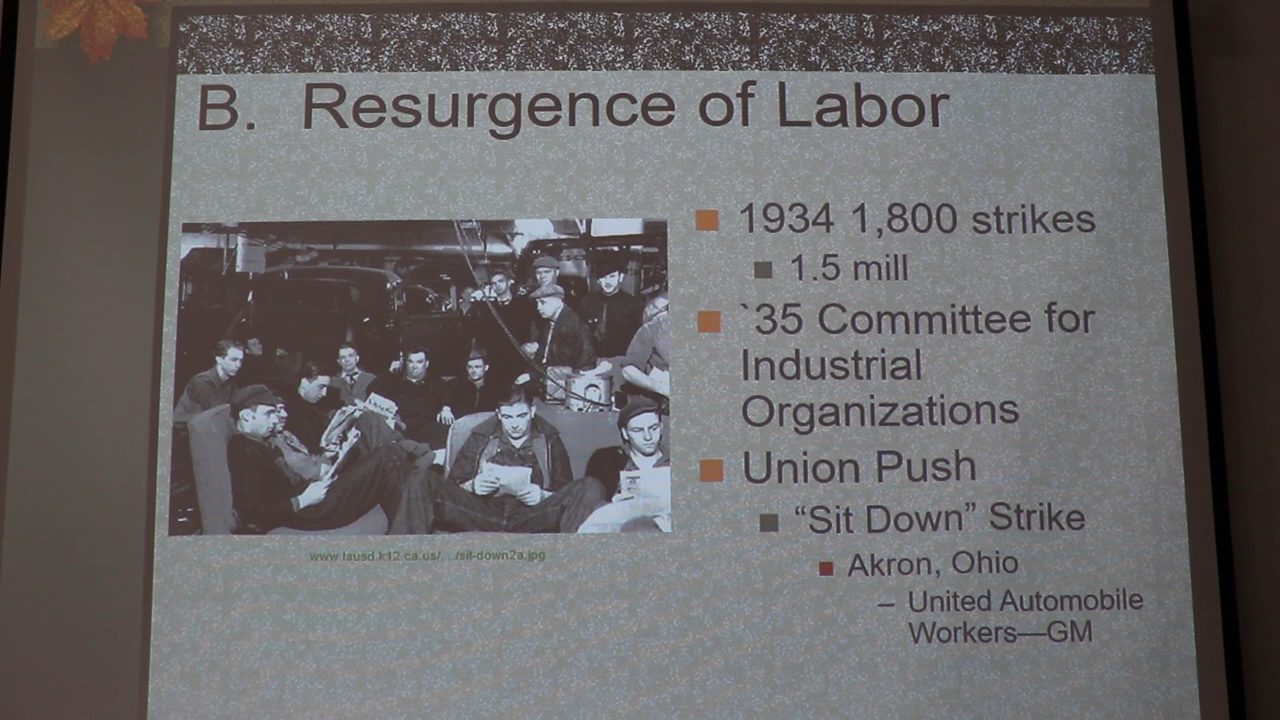 B. Resurgence of Labor
1934 1,800 strikes
1.5 mill
`35 Committee for
Industrial
Organizations
Union Push
“Sit Down” Strike
Akron, Ohio
– United Automobile
Workers—GM
www.lausd.k12.ca.us/.../sit-down2a.jpg